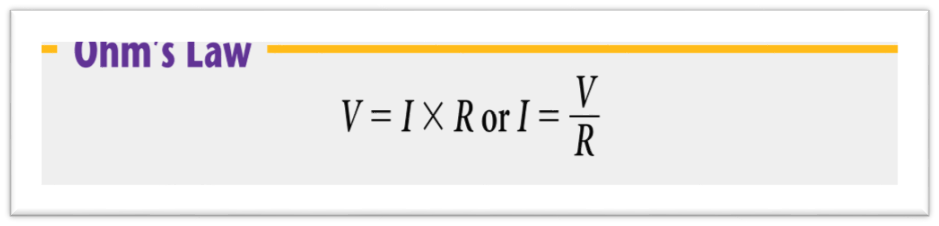 Ohm's Law
V = I × R or I = V/R